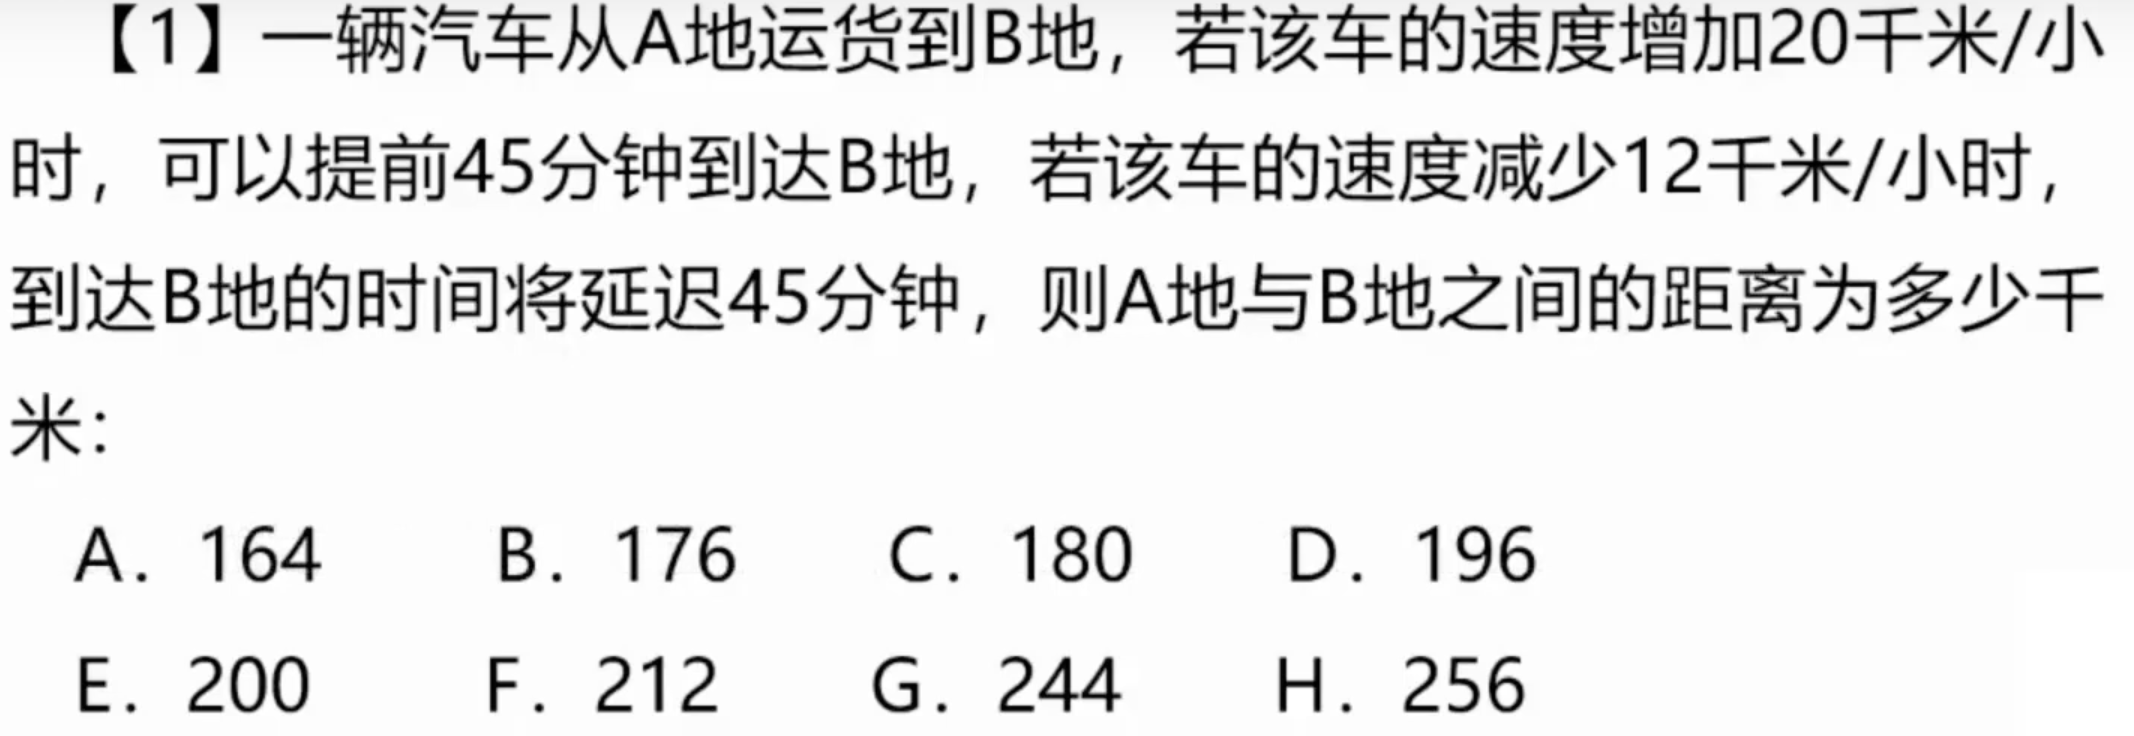 【1】一辆汽车从A地运货到B地，若该车的速度增加20千米/小
时，可以提前45分钟到达B地，若该车的速度减少12千米/小时，
到达B地的时间将延迟45分钟，则A地与B地之间的距离为多少千
米：
A. 164 B. 176 C. 180 D. 196
E. 200 F. 212 G. 244 H. 256